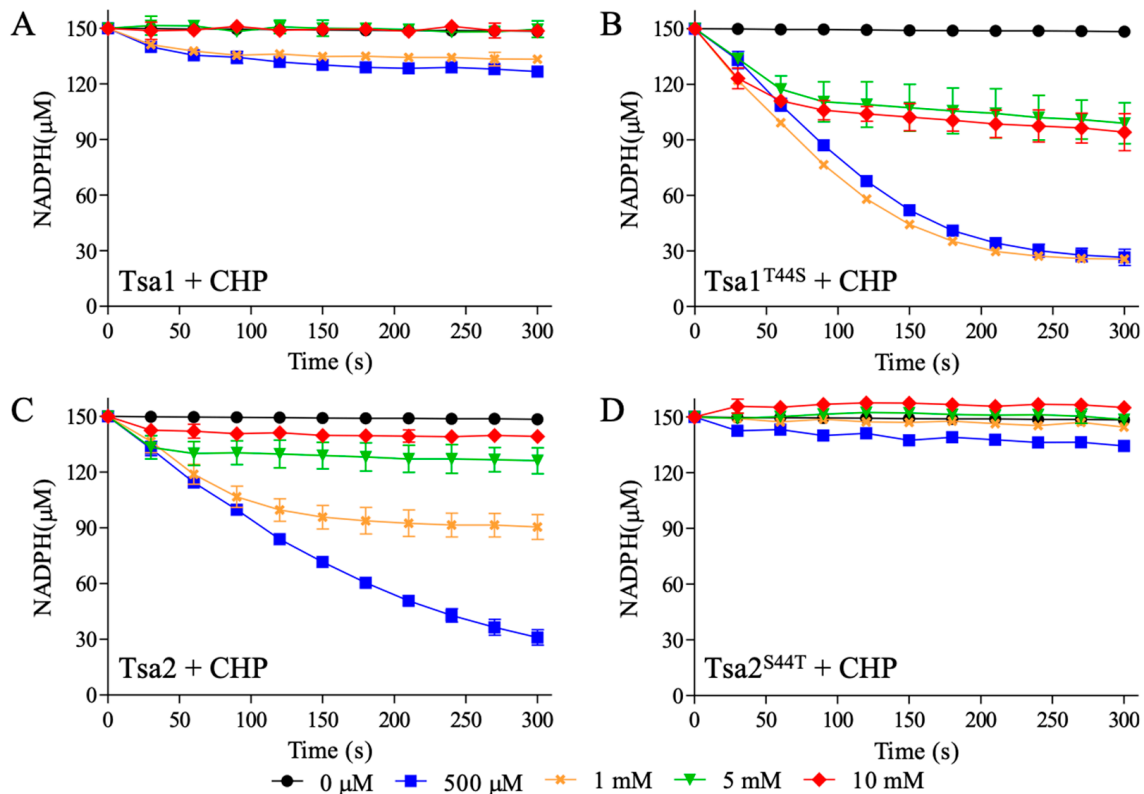 A
NADPH(μM)
150
120
90
60
30
0
Tsa1 + CHP
0 50 100 150 200 250 300
Time (s)
B
NADPH(μM)
150
120
90
60
30
0
Tsa1T44S + CHP
0 50 100 150 200 250 300
Time (s)
C
NADPH(μM)
150
120
90
60
30
0
Tsa2 + CHP
0 50 100 150 200 250 300
Time (s)
D
NADPH(μM)
150
120
90
60
30
0
Tsa2S44T + CHP
0 50 100 150 200 250 300
Time (s)
0 μM 500 μM 1 mM 5 mM 10 mM